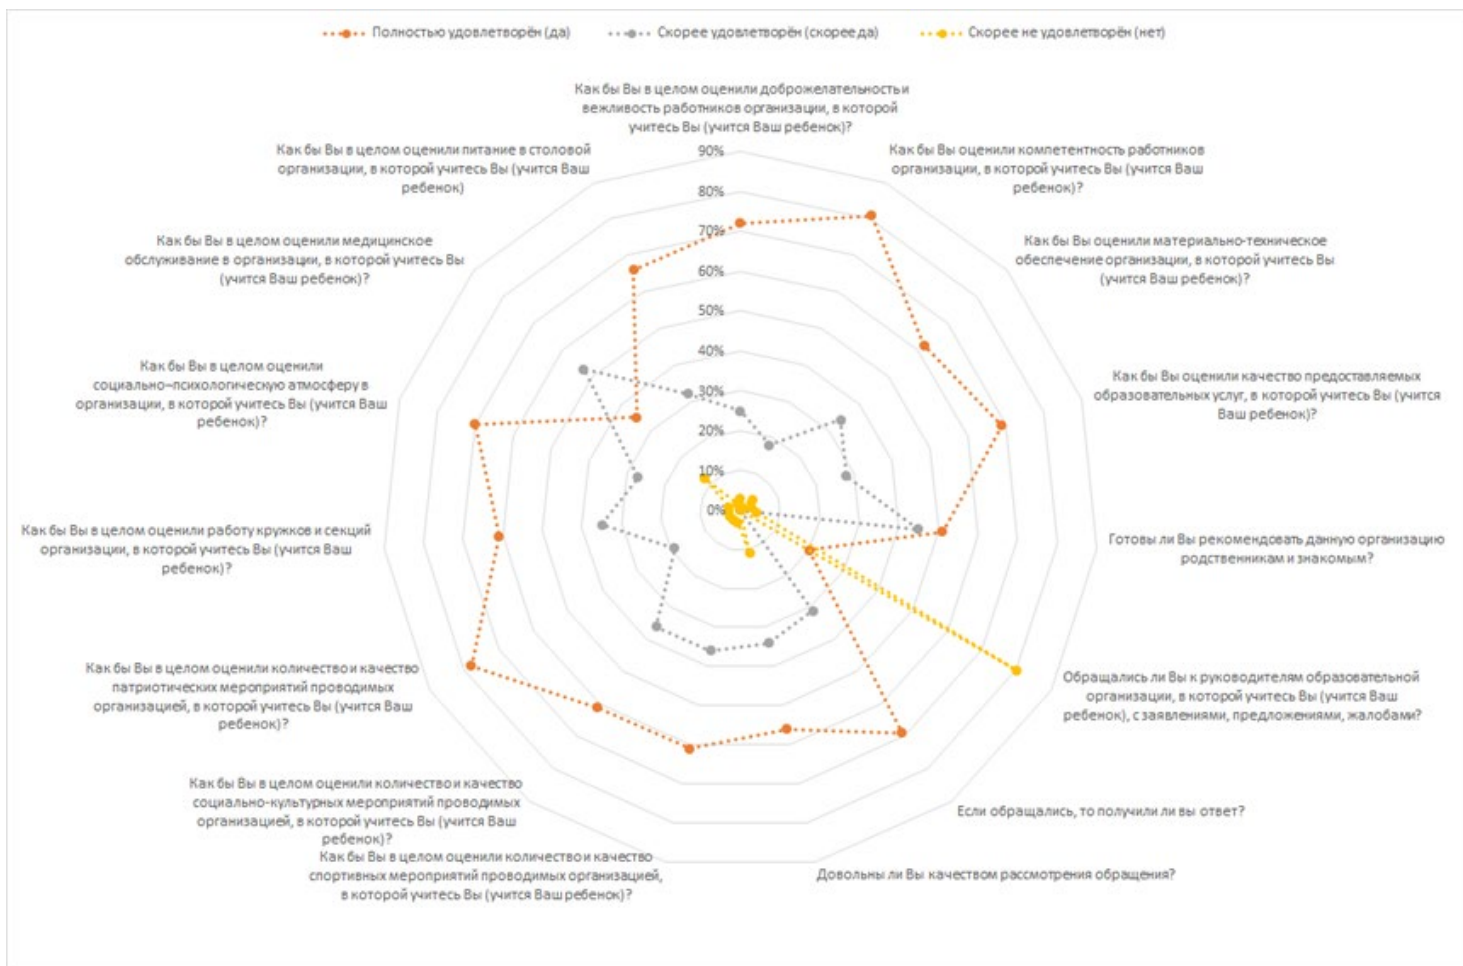 Полностью удовлетворён (да)
Скорее удовлетворён (скорее да)
Скорее не удовлетворён (нет)
Как бы Вы в целом оценили доброжелательность и
вежливость работников организации, в которой
учитесь Вы (учится Ваш ребенок)?
Как бы Вы оценили компетентность работников
организации, в которой учитесь Вы (учится Ваш
ребенок)?
Как бы Вы оценили материально-техническое
обеспечение организации, в которой учитесь Вы
(учится Ваш ребенок)?
Как бы Вы оценили качество предоставляемых
образовательных услуг, в которой учитесь Вы (учится
Ваш ребенок)?
Готовы ли Вы рекомендовать данную организацию
родственникам и знакомым?
Обращались ли Вы к руководителям образовательной
организации, в которой учитесь Вы (учится Ваш
ребенок), с заявлениями, предложениями, жалобами?
Если обращались, то получили ли вы ответ?
Довольны ли Вы качеством рассмотрения обращения?
Как бы Вы в целом оценили количество и качество
спортивных мероприятий проводимых организацией,
в которой учитесь Вы (учится Ваш ребенок)?
Как бы Вы в целом оценили количество и качество
социально-культурных мероприятий проводимых
организацией, в которой учитесь Вы (учится Ваш
ребенок)?
Как бы Вы в целом оценили количество и качество
патриотических мероприятий проводимых
организацией, в которой учитесь Вы (учится Ваш
ребенок)?
Как бы Вы в целом оценили работу кружков и секций
организации, в которой учитесь Вы (учится Ваш
ребенок)?
Как бы Вы в целом оценили
социально–психологическую атмосферу в
организации, в которой учитесь Вы (учится Ваш
ребенок)?
Как бы Вы в целом оценили медицинское
обслуживание в организации, в которой учитесь Вы
(учится Ваш ребенок)?
Как бы Вы в целом оценили питание в столовой
организации, в которой учитесь Вы (учится Ваш
ребенок)
90%
80%
70%
60%
50%
40%
30%
20%
10%
0%